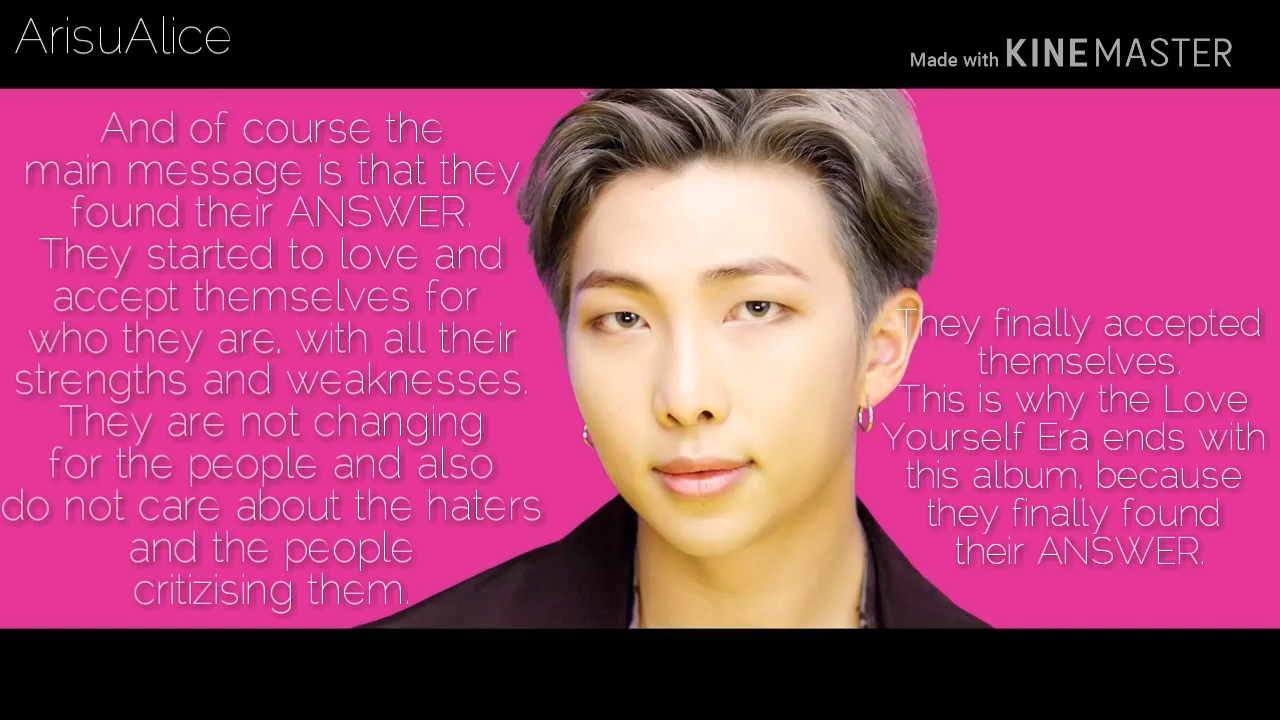 ArisuAlice
Made with KINEMASTER
And of course the
main message is that they
found their ANSWER.
They started to love and
accept themselves for
who they are, with all their
strengths and weaknesses.
They are not changing
for the people and also
do not care about the haters
and the people
critizising them.
They finally accepted
themselves.
This is why the Love
Yourself Era ends with
this album, because
they finally found
their ANSWER.